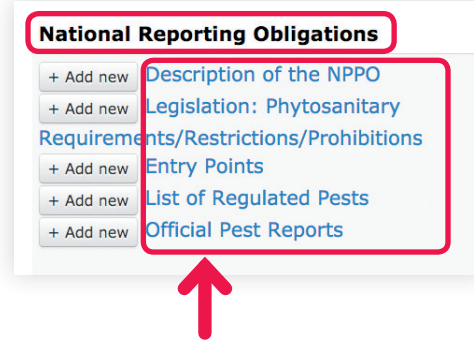 National Reporting Obligations
+ Add new Description of the NPPO
+ Add new Legislation: Phytosanitary
Requirements/Restrictions/Prohibitions
+ Add new Entry Points
+ Add new List of Regulated Pests
+ Add new Official Pest Reports